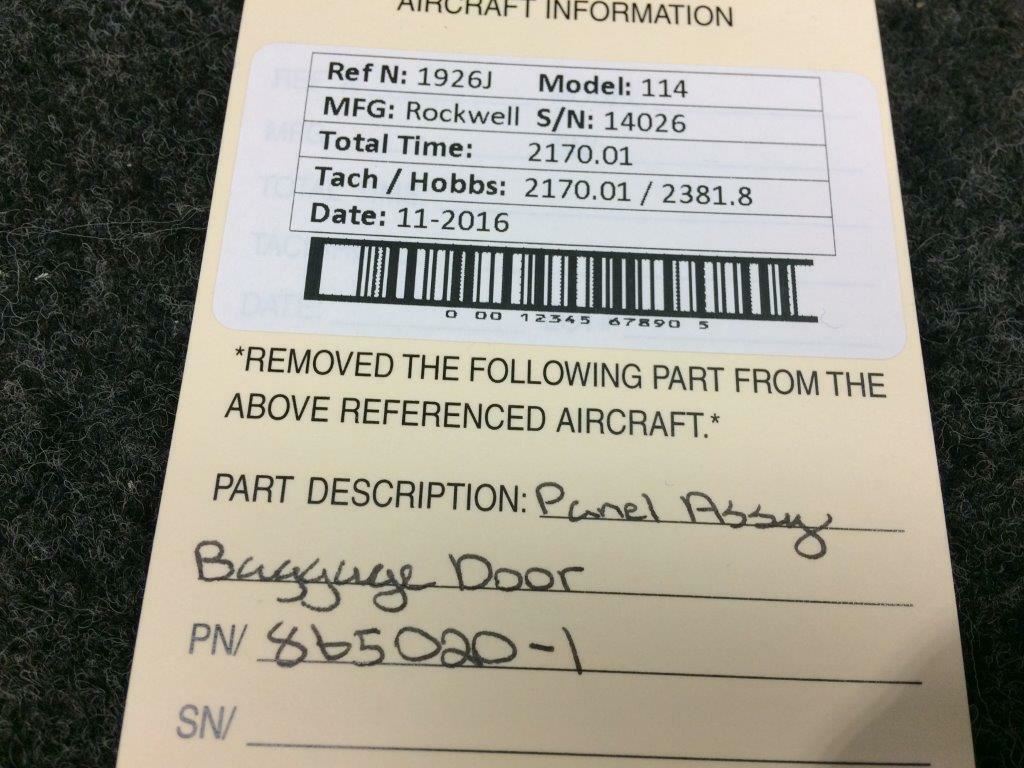 AIRCRAFT INFORMATION
Ref N: 1926J Model: 114
MFG: Rockwell S/N: 14026
Total Time: 2170.01
Tach / Hobbs: 2170.01 / 2381.8
Date: 11-2016
0 00 12345 67890 5
*REMOVED THE FOLLOWING PART FROM THE
ABOVE REFERENCED AIRCRAFT.*
PART DESCRIPTION: Panel Assy
Baggage Door
PN/ 865020-1
SN/